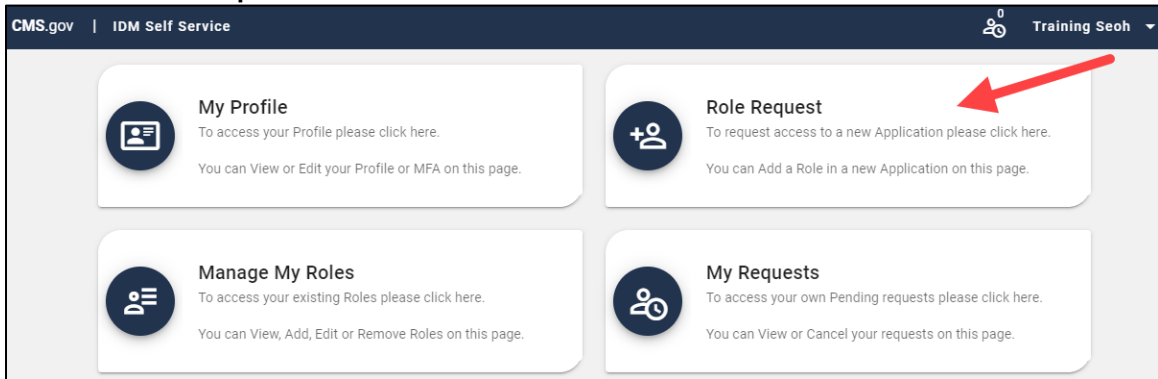 CMS.gov | IDM Self Service
0
Training Seoh
My Profile
To access your Profile please click here.
You can View or Edit your Profile or MFA on this page.
Role Request
To request access to a new Application please click here.
You can Add a Role in a new Application on this page.
Manage My Roles
To access your existing Roles please click here.
You can View, Add, Edit or Remove Roles on this page.
My Requests
To access your own Pending requests please click here.
You can View or Cancel your requests on this page.